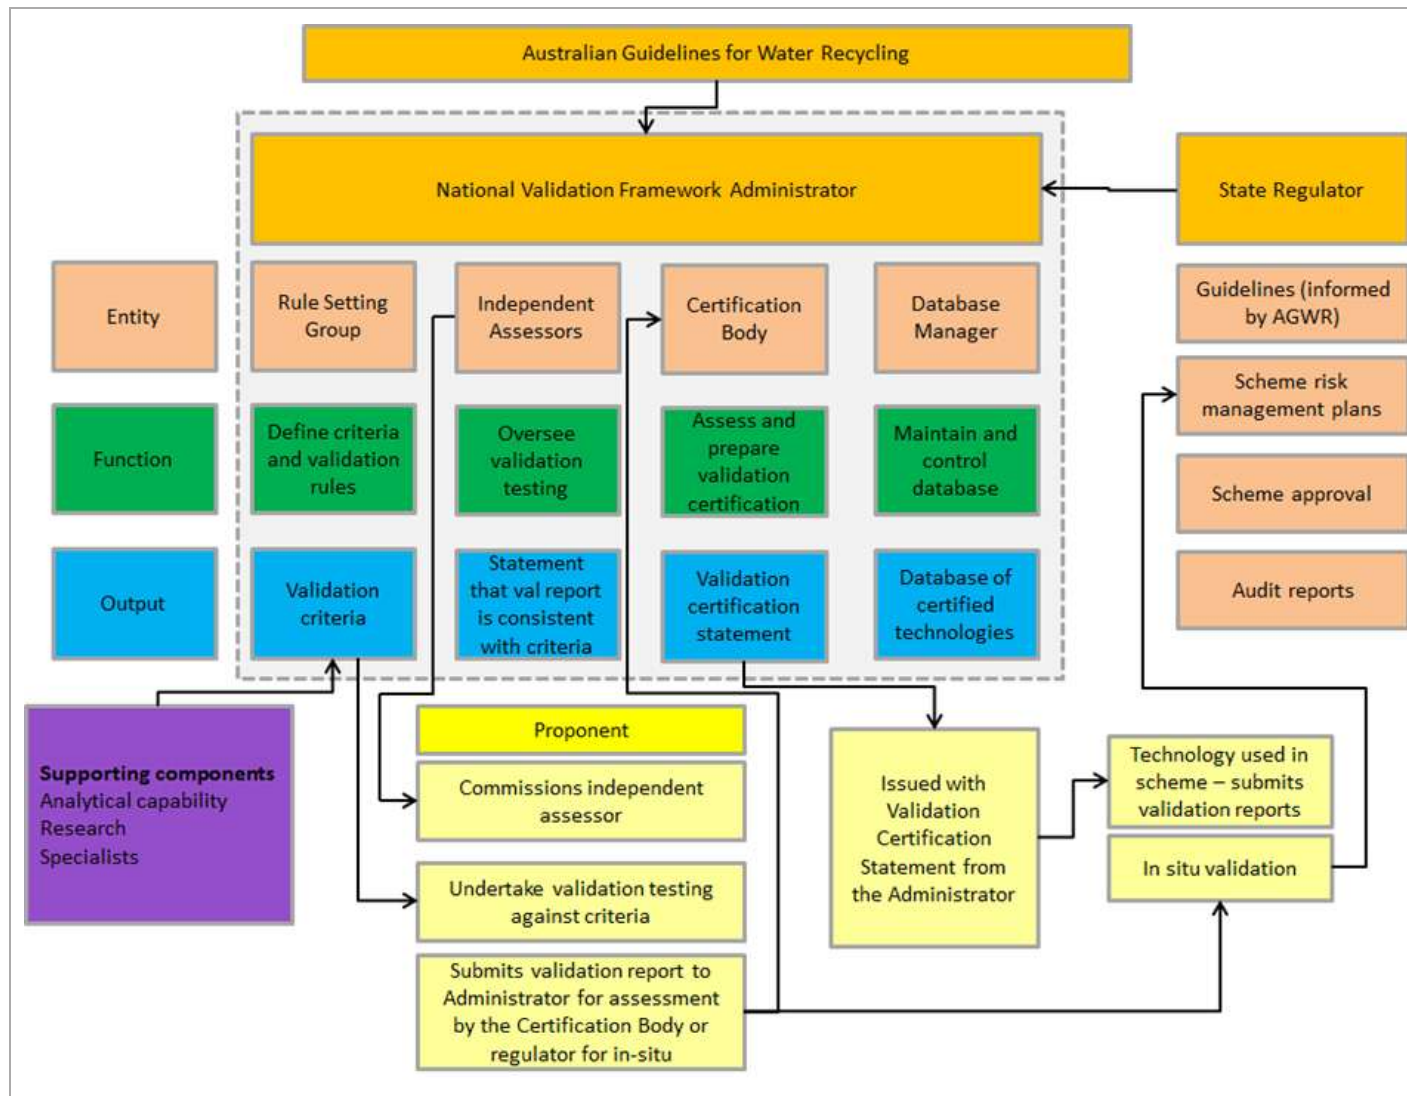 Australian Guidelines for Water Recycling
National Validation Framework Administrator
State Regulator
Entity
Rule Setting
Group
Independent
Assessors
Certification
Body
Database
Manager
Guidelines (informed
by AGWR)
Scheme risk
management plans
Function
Define criteria
and validation
rules
Oversee
validation
testing
Assess and
prepare
validation
certification
Maintain and
control
database
Scheme approval
Output
Validation
criteria
Statement
that val report
is consistent
with criteria
Validation
certification
statement
Database of
certified
technologies
Audit reports
Supporting components
Analytical capability
Research
Specialists
Proponent
Commissions independent
assessor
Undertake validation testing
against criteria
Submits validation report to
Administrator for assessment
by the Certification Body or
regulator for in-situ
Issued with
Validation
Certification
Statement from
the Administrator
Technology used in
scheme – submits
validation reports
In situ validation